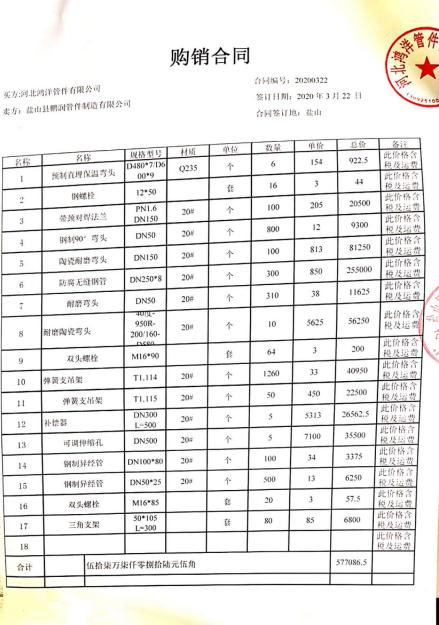 购销合同
合同编号：20200322
买方:河北鸿洋管件有限公司
签订日期：2020 年 3 月 22 日
卖方：盐山县鹏润管件制造有限公司
合同签订地：盐山
名称 名称 规格型号 材质 单位 数量 单价 总价 备注
1 预制直埋保温弯头 D480*7/D600*9 Q235 个 6 154 922.5 此价格含税及运费
2 钢螺栓 12*50 套 16 3 44 此价格含税及运费
3 带颈对焊法兰 PN1.6 DN150 20# 个 100 205 20500 此价格含税及运费
4 钢制90°弯头 DN50 20# 个 800 12 9300 此价格含税及运费
5 陶瓷耐磨弯头 DN150 20# 个 100 813 81250 此价格含税及运费
6 防腐无缝钢管 DN250*8 20# 个 300 850 255000 此价格含税及运费
7 耐磨弯头 DN50 20# 个 310 38 11625 此价格含税及运费
8 耐磨陶瓷弯头 950R-200/160- 20# 个 10 5625 56250 此价格含税及运费
9 双头螺栓 M16*90 套 64 3 200 此价格含税及运费
10 弹簧支吊架 T1.114 20# 个 1260 33 40950 此价格含税及运费
11 弹簧支吊架 T1.115 20# 个 50 450 22500 此价格含税及运费
12 补偿器 DN300 L=500 20# 个 5 5313 26562.5 此价格含税及运费
13 可调伸缩孔 DN500 20# 个 5 7100 35500 此价格含税及运费
14 钢制异经管 DN100*80 20# 个 100 34 3375 此价格含税及运费
15 钢制异经管 DN50*25 20# 个 500 13 6250 此价格含税及运费
16 双头螺栓 M16*85 套 20 3 57.5 此价格含税及运费
17 三角支架 50*105 L=300 套 80 85 6800 此价格含税及运费
18 此价格含税及运费
合计 伍拾柒万柒仟零捌拾陆元伍角 577086.5
河北鸿洋管件